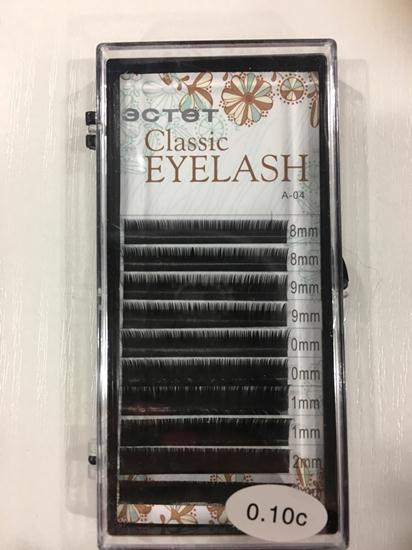 эстэт
Classic
EYELASH
A-04
8mm
8mm
9mm
9mm
0mm
0mm
1mm
1mm
2mm
0.10c